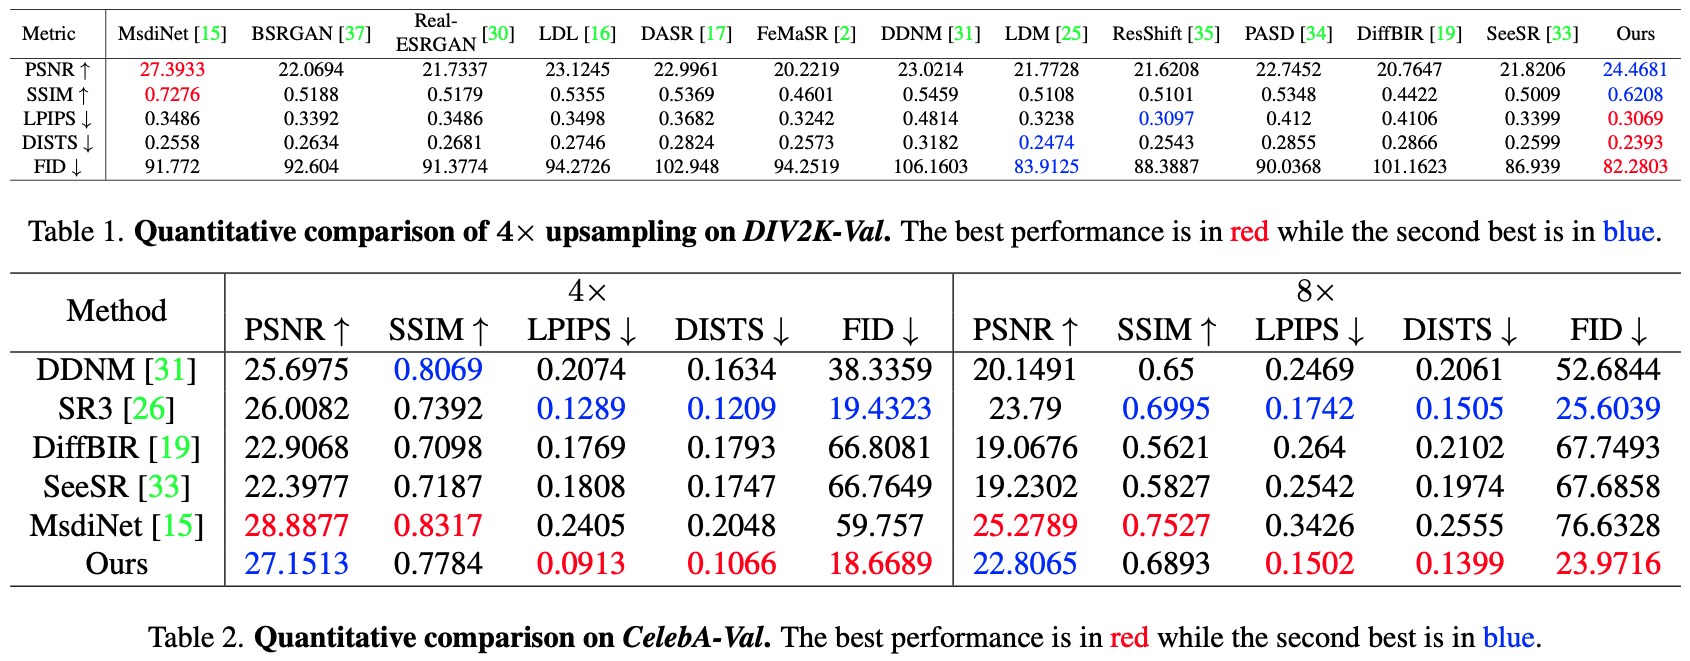 Metric MsdiNet [15] BSRGAN [37] Real-ESRGAN [30] LDL [16] DASR [17] FeMaSR [2] DDNM [31] LDM [25] ResShift [35] PASD [34] DiffBIR [19] SeeSR [33] Ours
PSNR ↑ 27.3933 22.0694 21.7337 23.1245 22.9961 20.2219 23.0214 21.7728 21.6208 22.7452 20.7647 21.8206 24.4681
SSIM ↑ 0.7276 0.5188 0.5179 0.5355 0.5369 0.4601 0.5459 0.5108 0.5101 0.5348 0.4422 0.5009 0.6208
LPIPS ↓ 0.3486 0.3392 0.3486 0.3498 0.3682 0.3242 0.4814 0.3238 0.3097 0.412 0.4106 0.3399 0.3069
DISTS ↓ 0.2558 0.2634 0.2681 0.2746 0.2824 0.2573 0.3182 0.2474 0.2543 0.2855 0.2866 0.2599 0.2393
FID ↓ 91.772 92.604 91.3774 94.2726 102.948 94.2519 106.1603 83.9125 88.3887 90.0368 101.1623 86.939 82.2803
Table 1. Quantitative comparison of 4× upsampling on DIV2K-Val. The best performance is in red while the second best is in blue.
Method 4× 8×
PSNR ↑ SSIM ↑ LPIPS ↓ DISTS ↓ FID ↓ PSNR ↑ SSIM ↑ LPIPS ↓ DISTS ↓ FID ↓
DDNM [31] 25.6975 0.8069 0.2074 0.1634 38.3359 20.1491 0.65 0.2469 0.2061 52.6844
SR3 [26] 26.0082 0.7392 0.1289 0.1209 19.4323 23.79 0.6995 0.1742 0.1505 25.6039
DiffBIR [19] 22.9068 0.7098 0.1769 0.1793 66.8081 19.0676 0.5621 0.264 0.2102 67.7493
SeeSR [33] 22.3977 0.7187 0.1808 0.1747 66.7649 19.2302 0.5827 0.2542 0.1974 67.6858
MsdiNet [15] 28.8877 0.8317 0.2405 0.2048 59.757 25.2789 0.7527 0.3426 0.2555 76.6328
Ours 27.1513 0.7784 0.0913 0.1066 18.6689 22.8065 0.6893 0.1502 0.1399 23.9716
Table 2. Quantitative comparison on CelebA-Val. The best performance is in red while the second best is in blue.